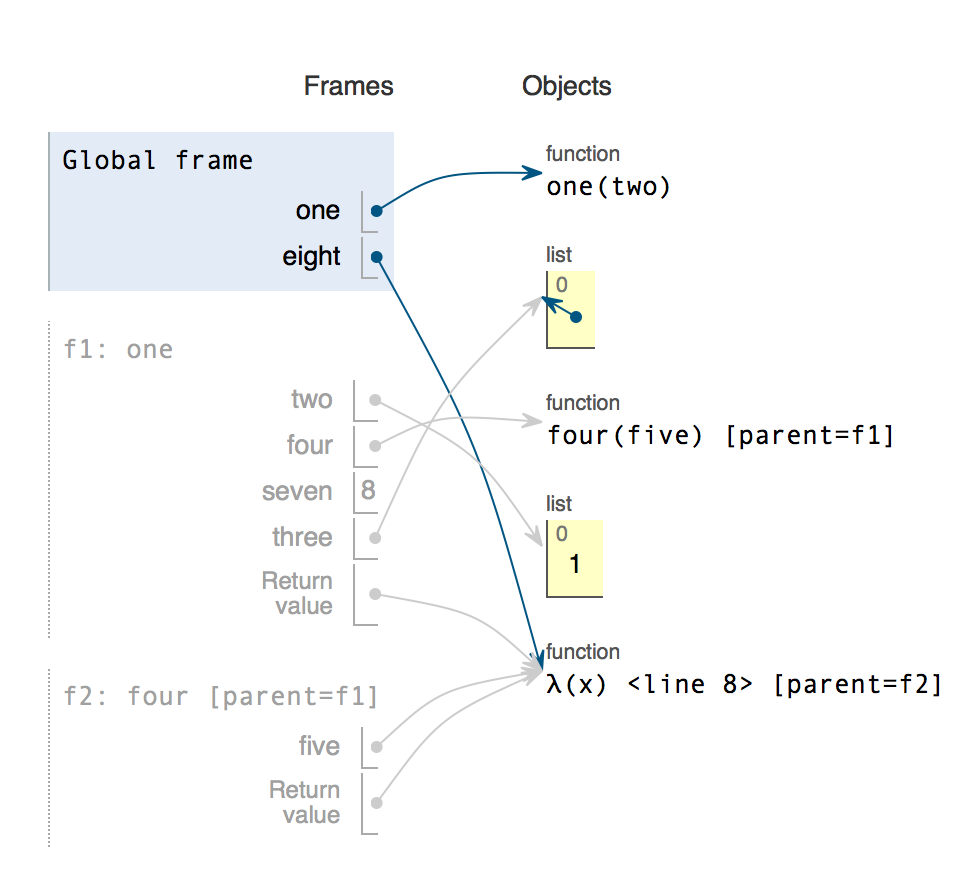 Frames Objects
Global frame
one
eight
function
one(two)
list
0
f1: one
two
four
seven 8
three
Return
value
function
four(five) [parent=f1]
list
0
1
function
λ(x) <line 8> [parent=f2]
f2: four [parent=f1]
five
Return
value